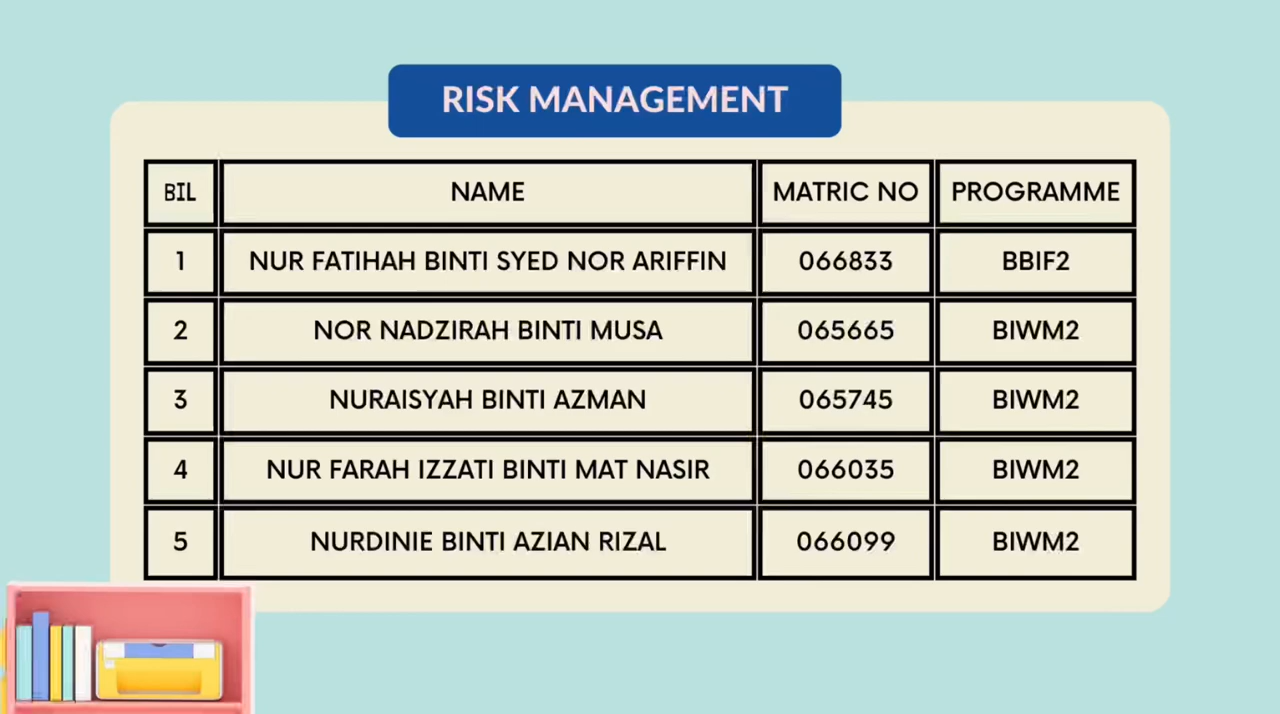 RISK MANAGEMENT
BIL NAME MATRIC NO PROGRAMME
1 NUR FATIHAH BINTI SYED NOR ARIFFIN 066833 BBIF2
2 NOR NADZIRAH BINTI MUSA 065665 BIWM2
3 NURAISYAH BINTI AZMAN 065745 BIWM2
4 NUR FARAH IZZATI BINTI MAT NASIR 066035 BIWM2
5 NURDINIE BINTI AZIAN RIZAL 066099 BIWM2